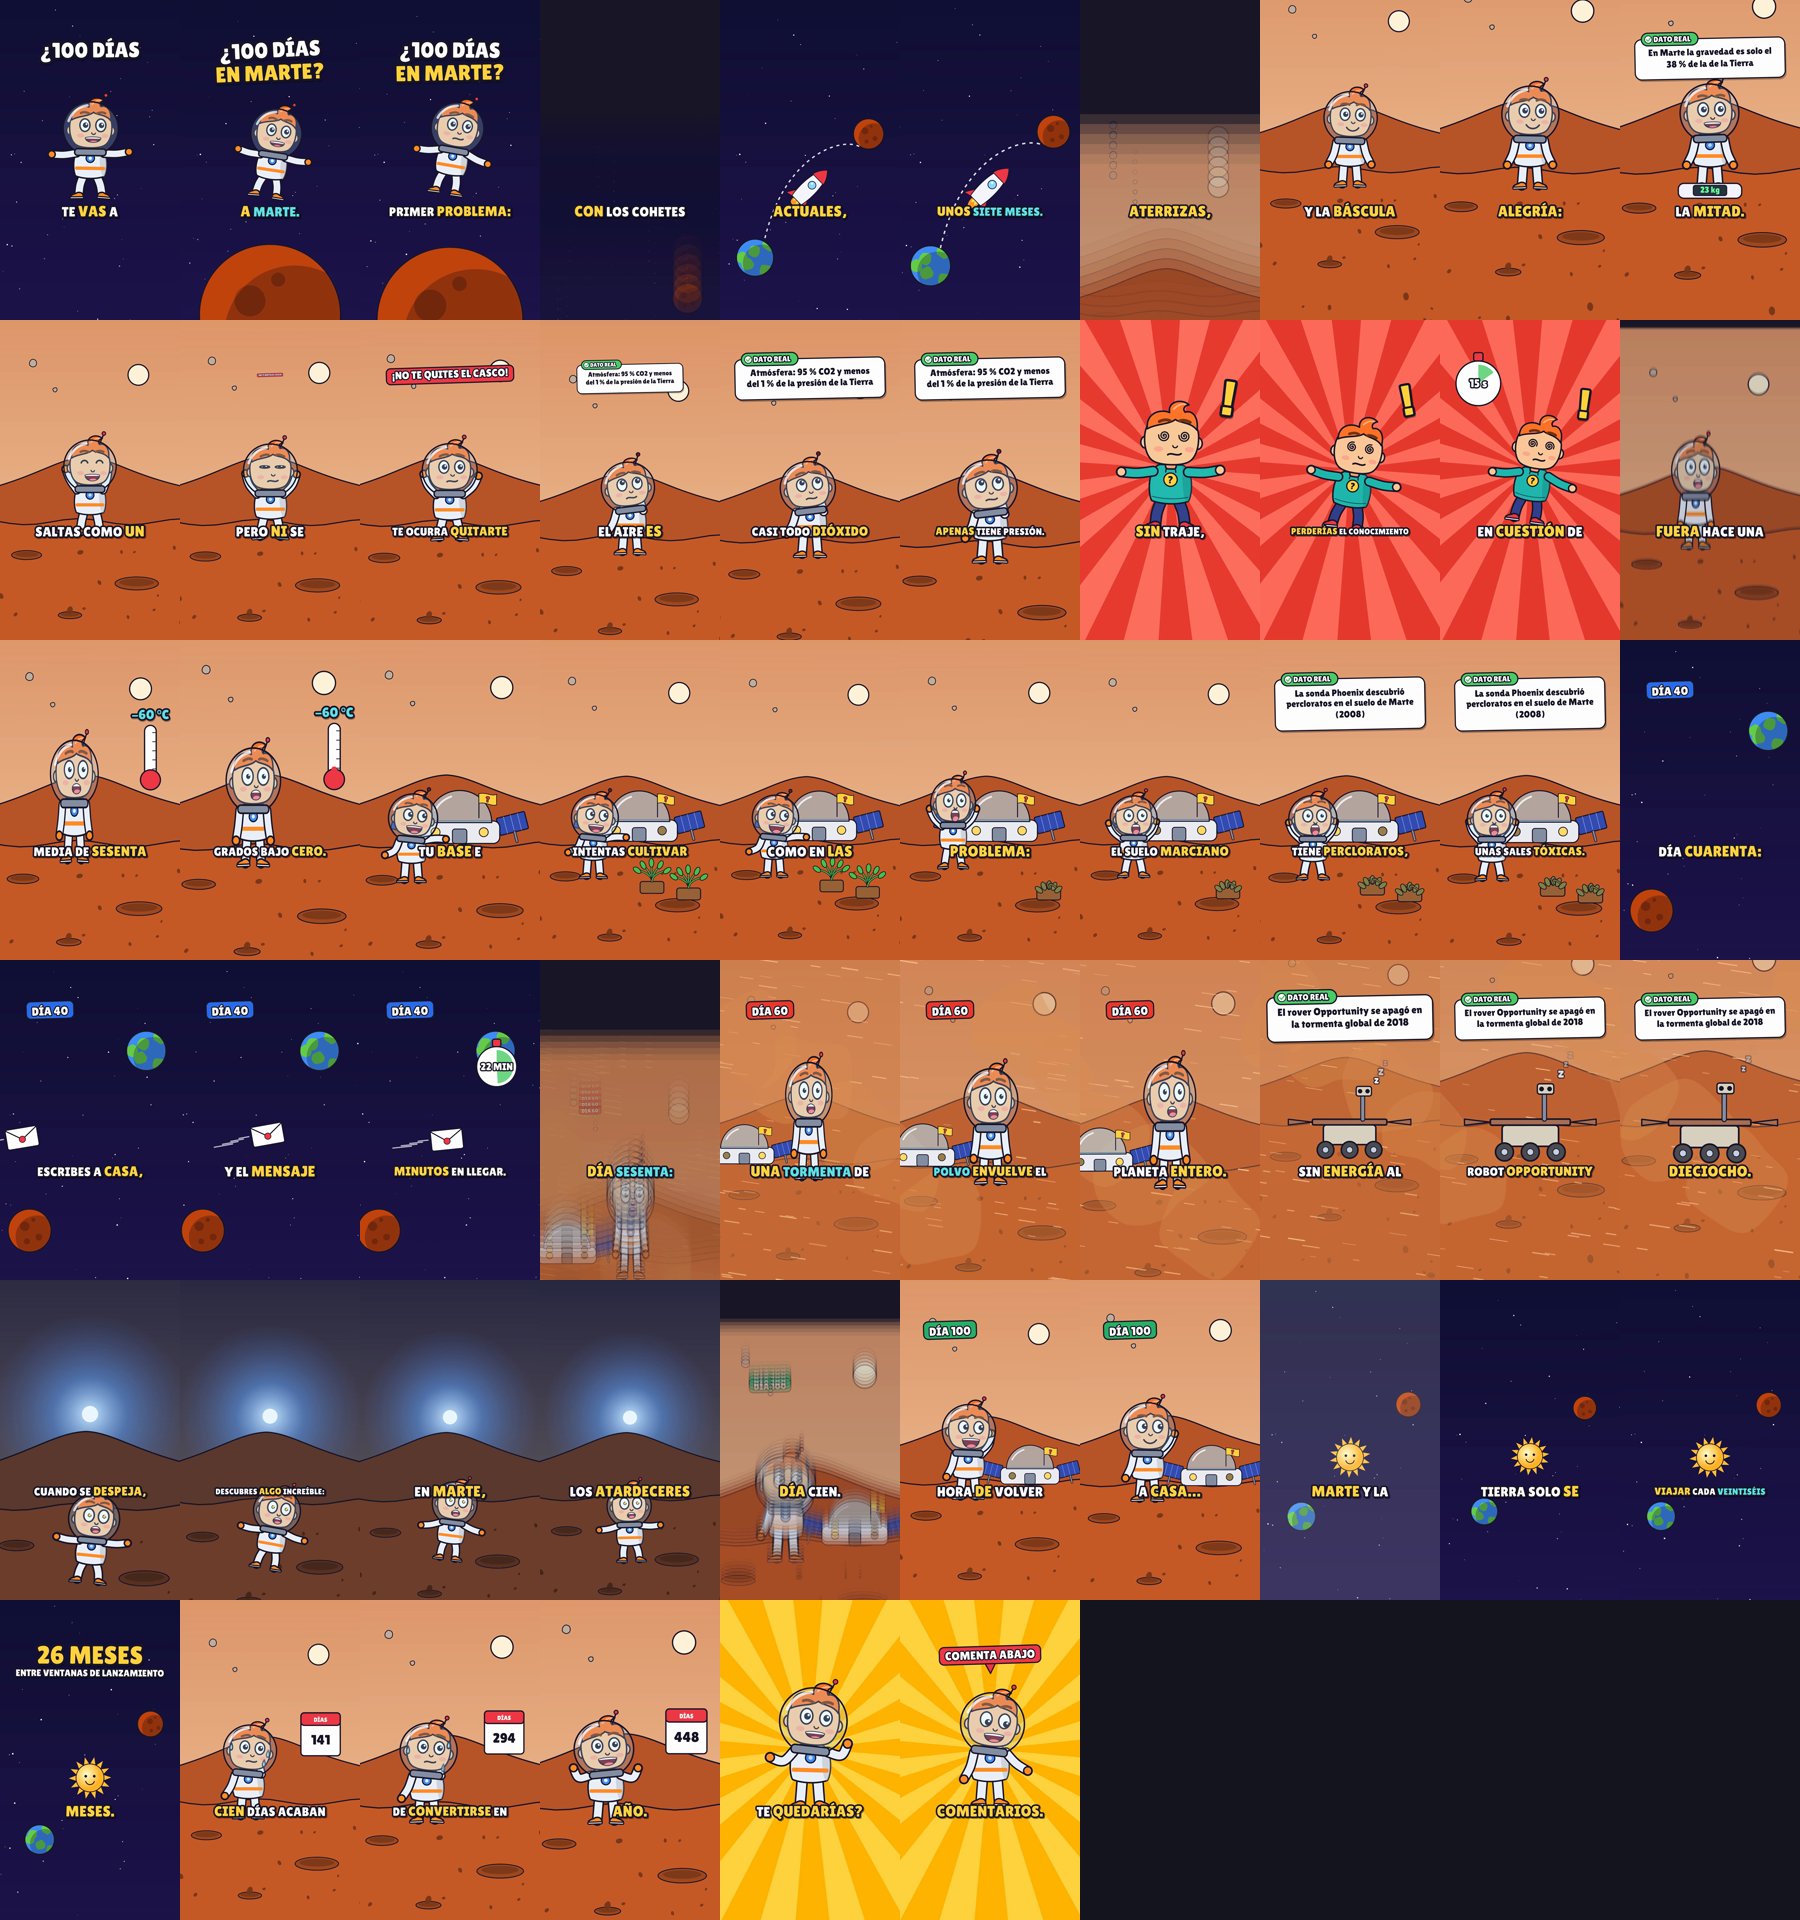 ¿100 DÍAS
TE VAS A
¿100 DÍAS
EN MARTE?
A MARTE.
¿100 DÍAS
EN MARTE?
PRIMER PROBLEMA:
CON LOS COHETES
ACTUALES,
UNOS SIETE MESES.
ATERRIZAS,
Y LA BÁSCULA
ALEGRÍA:
DATO REAL
En Marte la gravedad es solo el
38 % de la de la Tierra
23 kg
LA MITAD.
SALTAS COMO UN
PERO NI SE
¡NO TE QUITES EL CASCO!
TE OCURRA QUITARTE
DATO REAL
Atmósfera: 95 % CO2 y menos
del 1 % de la presión de la Tierra
EL AIRE ES
DATO REAL
Atmósfera: 95 % CO2 y menos
del 1 % de la presión de la Tierra
CASI TODO DIÓXIDO
DATO REAL
Atmósfera: 95 % CO2 y menos
del 1 % de la presión de la Tierra
APENAS TIENE PRESIÓN.
!
?
SIN TRAJE,
!
?
PERDERÍAS EL CONOCIMIENTO
15 s
!
?
EN CUESTIÓN DE
FUERA HACE UNA
-60 °C
MEDIA DE SESENTA
-60 °C
GRADOS BAJO CERO.
?
TU BASE E
?
INTENTAS CULTIVAR
?
COMO EN LAS
?
PROBLEMA:
?
EL SUELO MARCIANO
DATO REAL
La sonda Phoenix descubrió
percloratos en el suelo de Marte
(2008)
?
TIENE PERCLORATOS,
DATO REAL
La sonda Phoenix descubrió
percloratos en el suelo de Marte
(2008)
?
UNAS SALES TÓXICAS.
DÍA 40
DÍA CUARENTA:
DÍA 40
ESCRIBES A CASA,
DÍA 40
Y EL MENSAJE
DÍA 40
22 MIN
MINUTOS EN LLEGAR.
DÍA SESENTA:
DÍA 60
?
UNA TORMENTA DE
DÍA 60
?
POLVO ENVUELVE EL
DÍA 60
?
PLANETA ENTERO.
DATO REAL
El rover Opportunity se apagó en
la tormenta global de 2018
z
z
SIN ENERGÍA AL
DATO REAL
El rover Opportunity se apagó en
la tormenta global de 2018
z
z
ROBOT OPPORTUNITY
DATO REAL
El rover Opportunity se apagó en
la tormenta global de 2018
z
z
DIECIOCHO.
CUANDO SE DESPEJA,
DESCUBRES ALGO INCREÍBLE:
EN MARTE,
LOS ATARDECERES
DÍA CIEN.
DÍA 100
?
HORA DE VOLVER
DÍA 100
?
A CASA...
MARTE Y LA
TIERRA SOLO SE
VIAJAR CADA VEINTISÉIS
26 MESES
ENTRE VENTANAS DE LANZAMIENTO
MESES.
DÍAS
141
CIEN DÍAS ACABAN
DÍAS
294
DE CONVERTIRSE EN
DÍAS
448
AÑO.
TE QUEDARÍAS?
COMENTA ABAJO
COMENTARIOS.